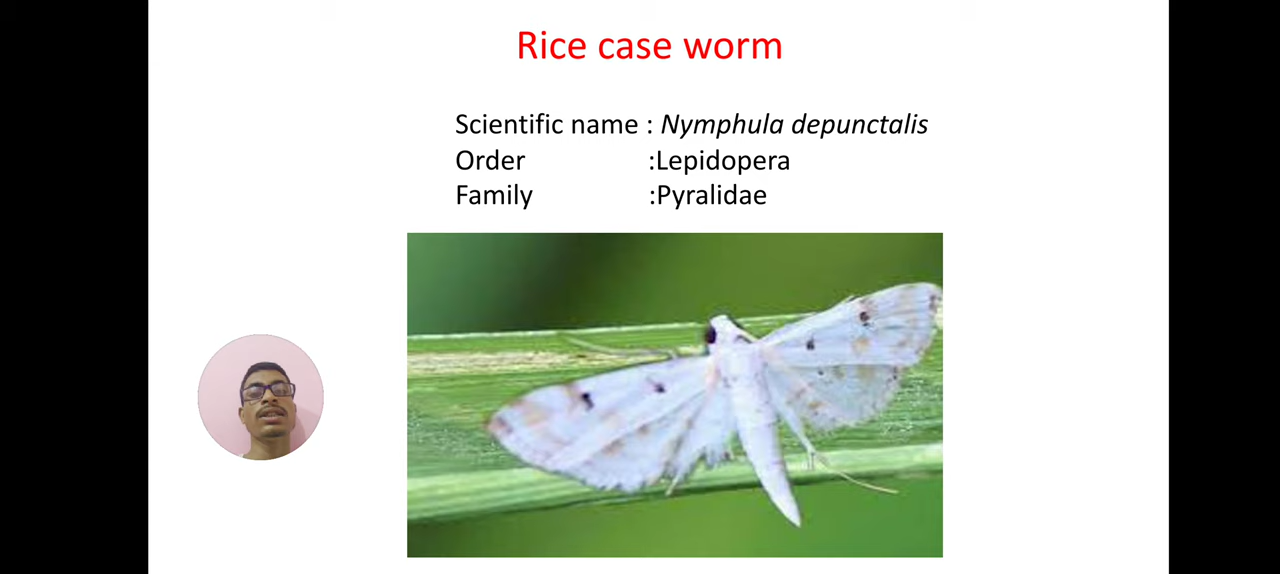 Rice case worm
Scientific name : Nymphula depunctalis
Order :Lepidopera
Family :Pyralidae